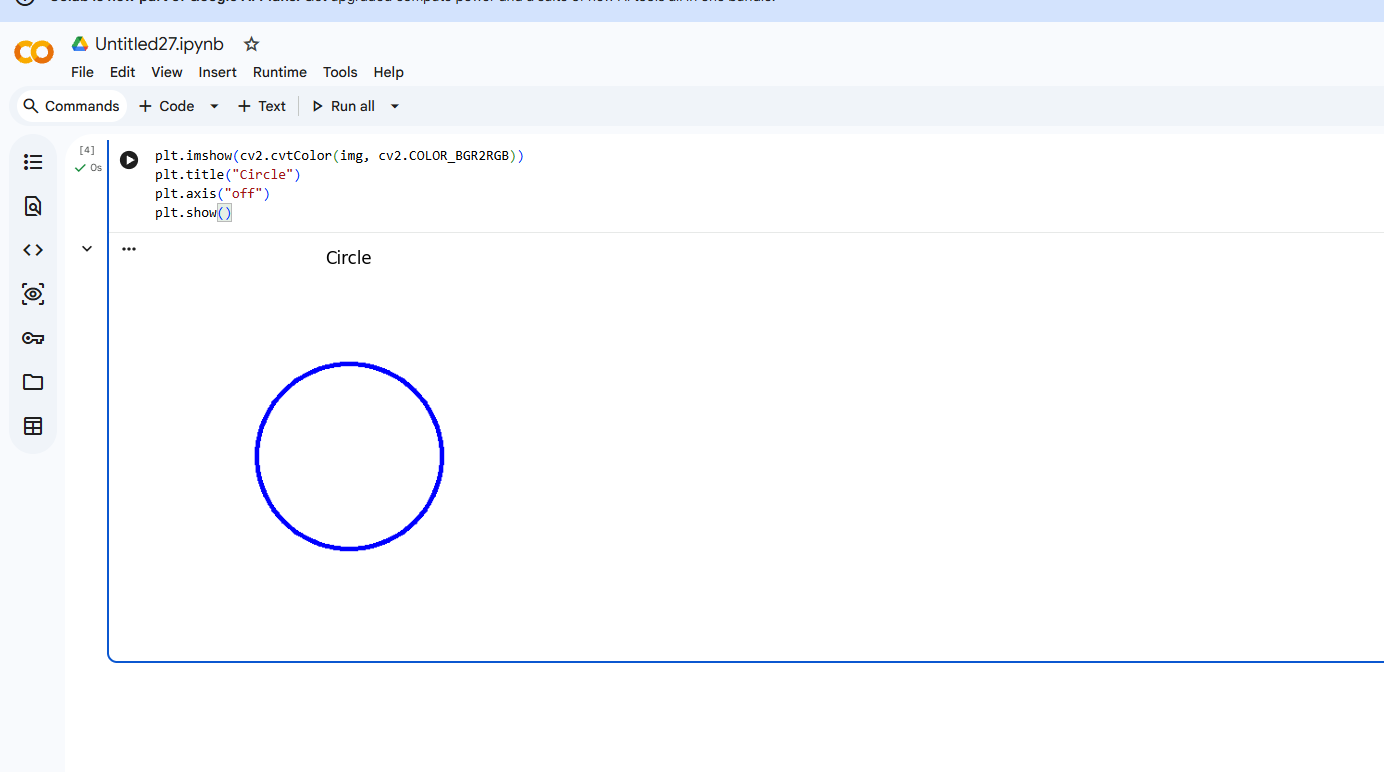 Untitled27.ipynb
File Edit View Insert Runtime Tools Help
Commands + Code + Text Run all
[4]
0s
plt.imshow(cv2.cvtColor(img, cv2.COLOR_BGR2RGB))
plt.title("Circle")
plt.axis("off")
plt.show()
Circle